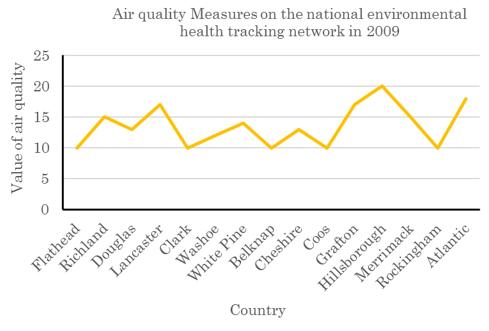 Air quality Measures on the national environmental
health tracking network in 2009
Value of air quality
25
20
15
10
5
0
Flathead
Richland
Douglas
Lancaster
Clark
Washoe
White Pine
Belknap
Cheshire
Coos
Grafton
Hillsborough
Merrimack
Rockingham
Atlantic
Country